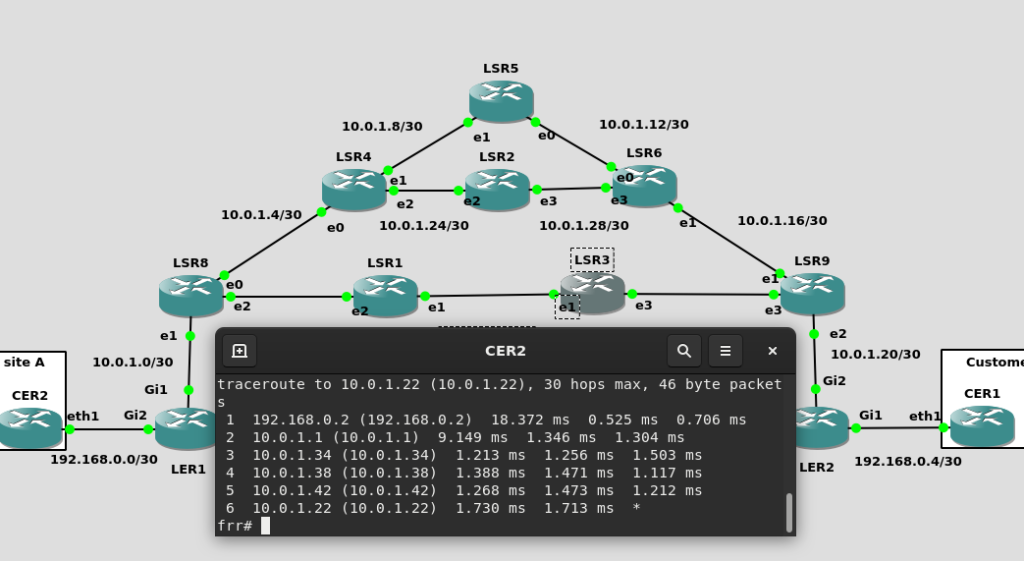 LSR5
10.0.1.8/30
10.0.1.12/30
e1
e0
LSR4
LSR2
LSR6
e1
e0
e2
e2
e3
e3
10.0.1.4/30
e0
10.0.1.24/30
10.0.1.28/30
e1
10.0.1.16/30
LSR8
LSR1
LSR3
LSR9
e0
e1
e2
e2
e1
e1
e3
e3
e1
e2
10.0.1.0/30
10.0.1.20/30
site A
Custome
CER2
CER1
Gi1
Gi2
eth1
Gi2
Gi1
eth1
192.168.0.0/30
LER1
LER2
192.168.0.4/30
CER2
traceroute to 10.0.1.22 (10.0.1.22), 30 hops max, 46 byte packet
s
1  192.168.0.2 (192.168.0.2)  18.372 ms  0.525 ms  0.706 ms
2  10.0.1.1 (10.0.1.1)  9.149 ms  1.346 ms  1.304 ms
3  10.0.1.34 (10.0.1.34)  1.213 ms  1.256 ms  1.503 ms
4  10.0.1.38 (10.0.1.38)  1.388 ms  1.471 ms  1.117 ms
5  10.0.1.42 (10.0.1.42)  1.268 ms  1.473 ms  1.212 ms
6  10.0.1.22 (10.0.1.22)  1.730 ms  1.713 ms  *
frr#